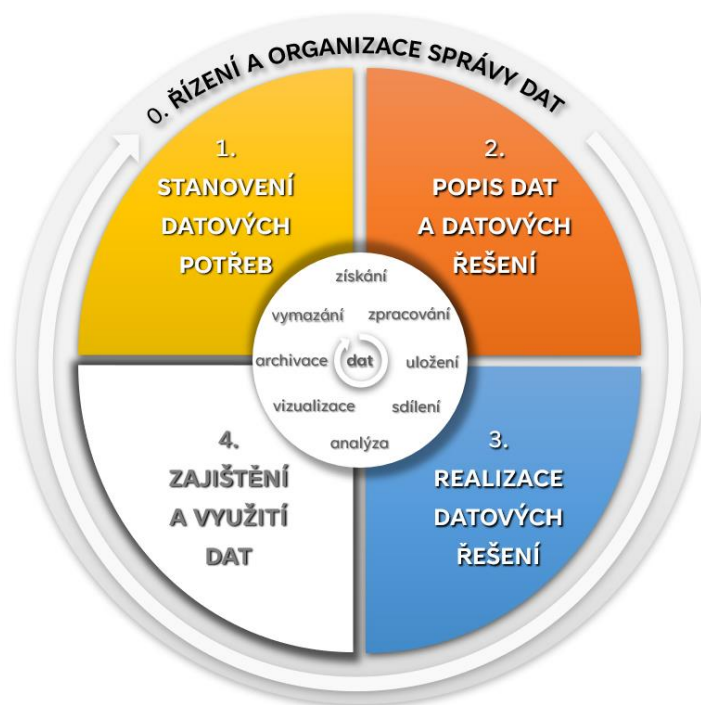 0. ŘÍZENÍ A ORGANIZACE SPRÁVY DAT
1.
STANOVENÍ
DATOVÝCH
POTŘEB
2.
POPIS DAT
A DATOVÝCH
ŘEŠENÍ
získání
vymazání
zpracování
archivace
dat
uložení
vizualizace
sdílení
analýza
4.
ZAJIŠTĚNÍ
A VYUŽITÍ
DAT
3.
REALIZACE
DATOVÝCH
ŘEŠENÍ